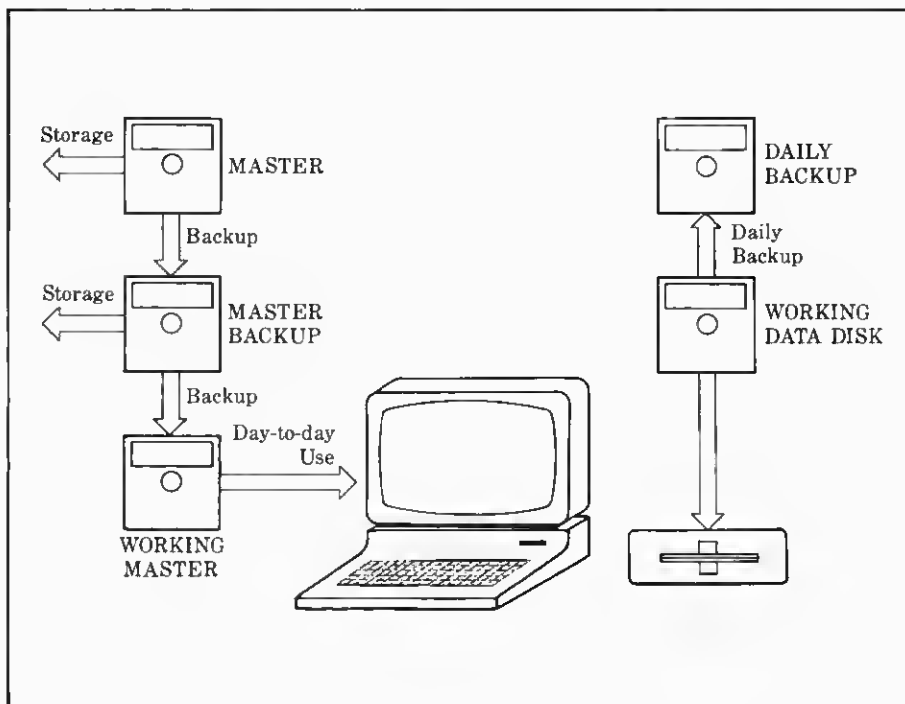 Storage
MASTER
Backup
Storage
MASTER
BACKUP
Backup
Day-to-day
Use
WORKING
MASTER
DAILY
BACKUP
Daily
Backup
WORKING
DATA DISK